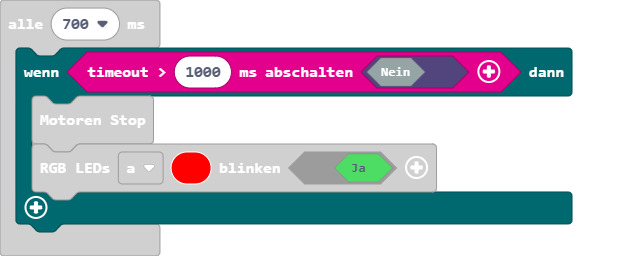 alle 700 ms
wenn timeout > 1000 ms abschalten Nein dann
Motoren Stop
RGB LEDs a blinken Ja